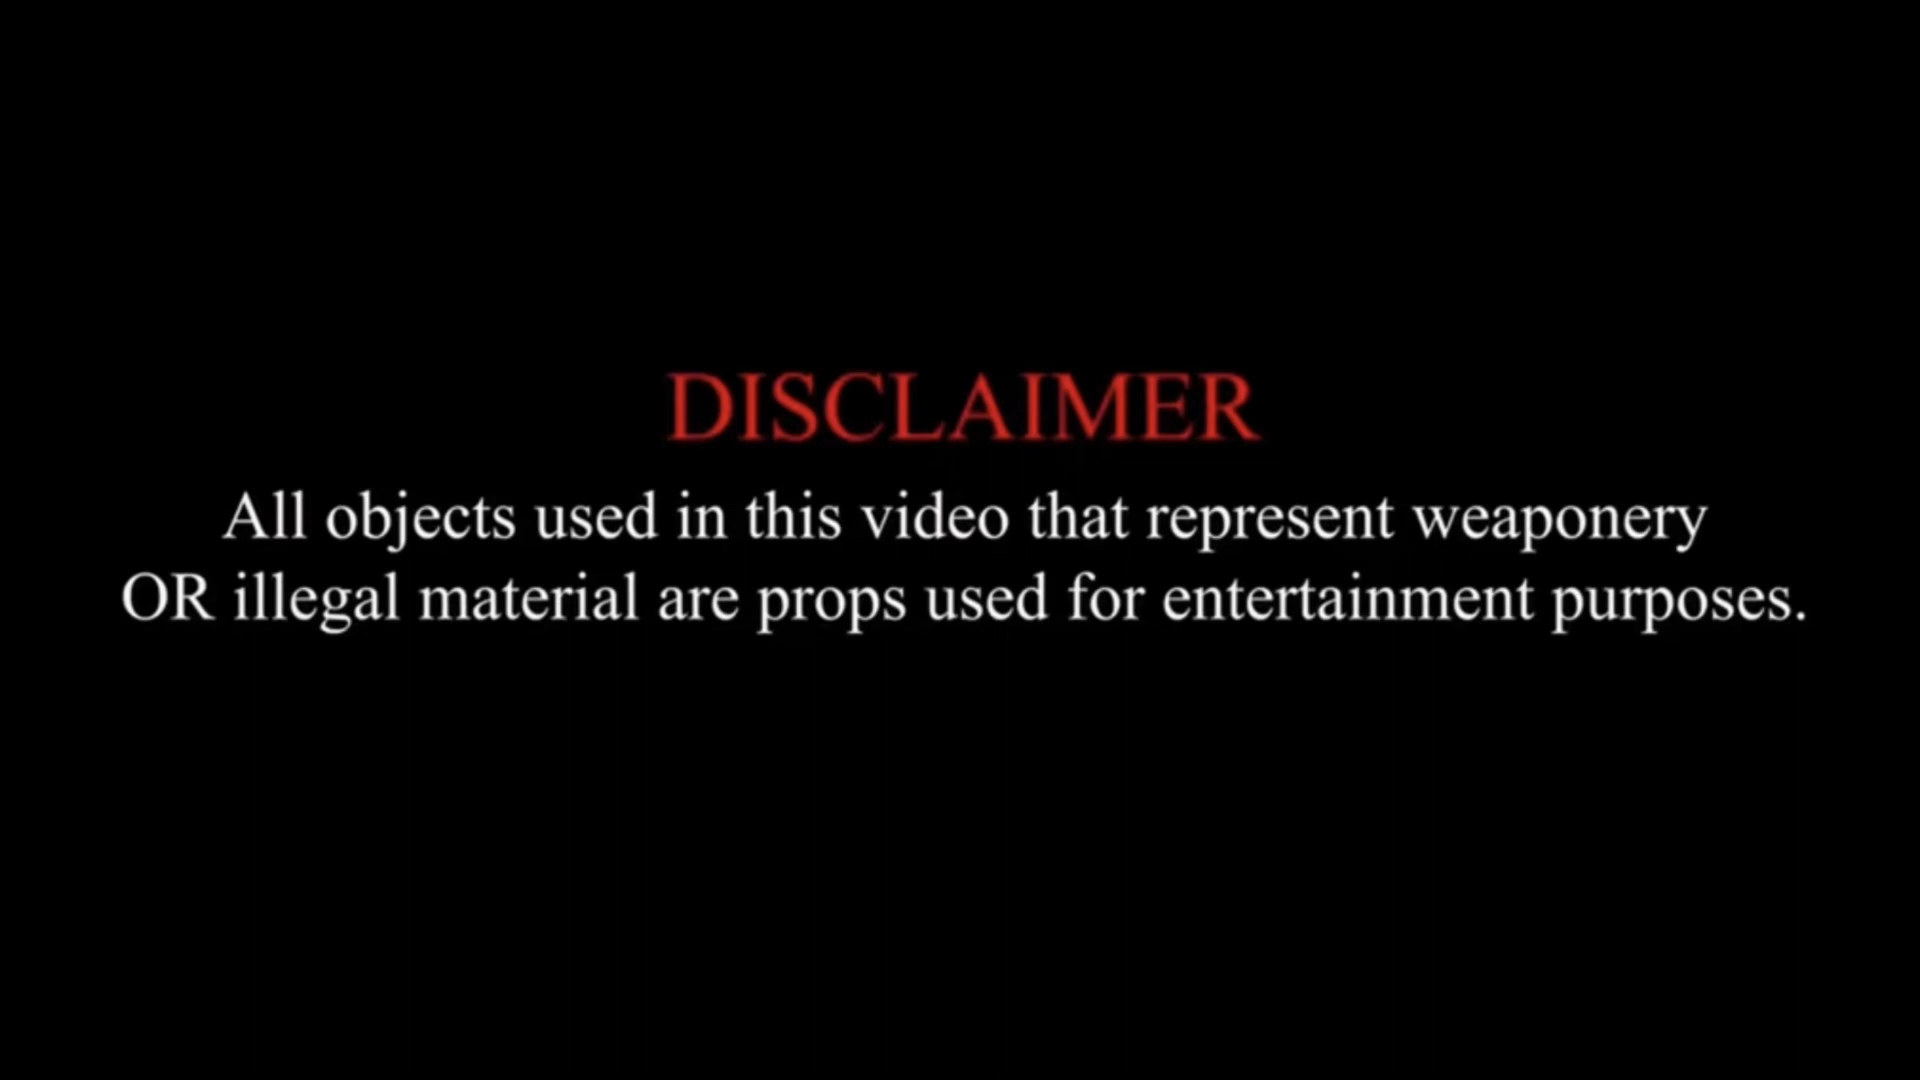 DISCLAIMER
All objects used in this video that represent weaponery
OR illegal material are props used for entertainment purposes.